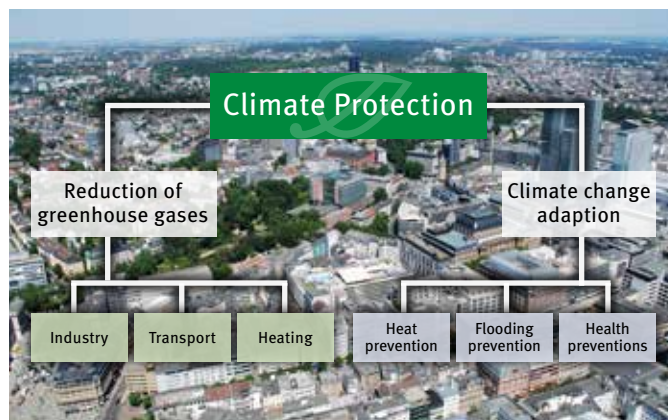 Climate Protection
Reduction of
greenhouse gases
Climate change
adaption
Industry
Transport
Heating
Heat
prevention
Flooding
prevention
Health
preventions